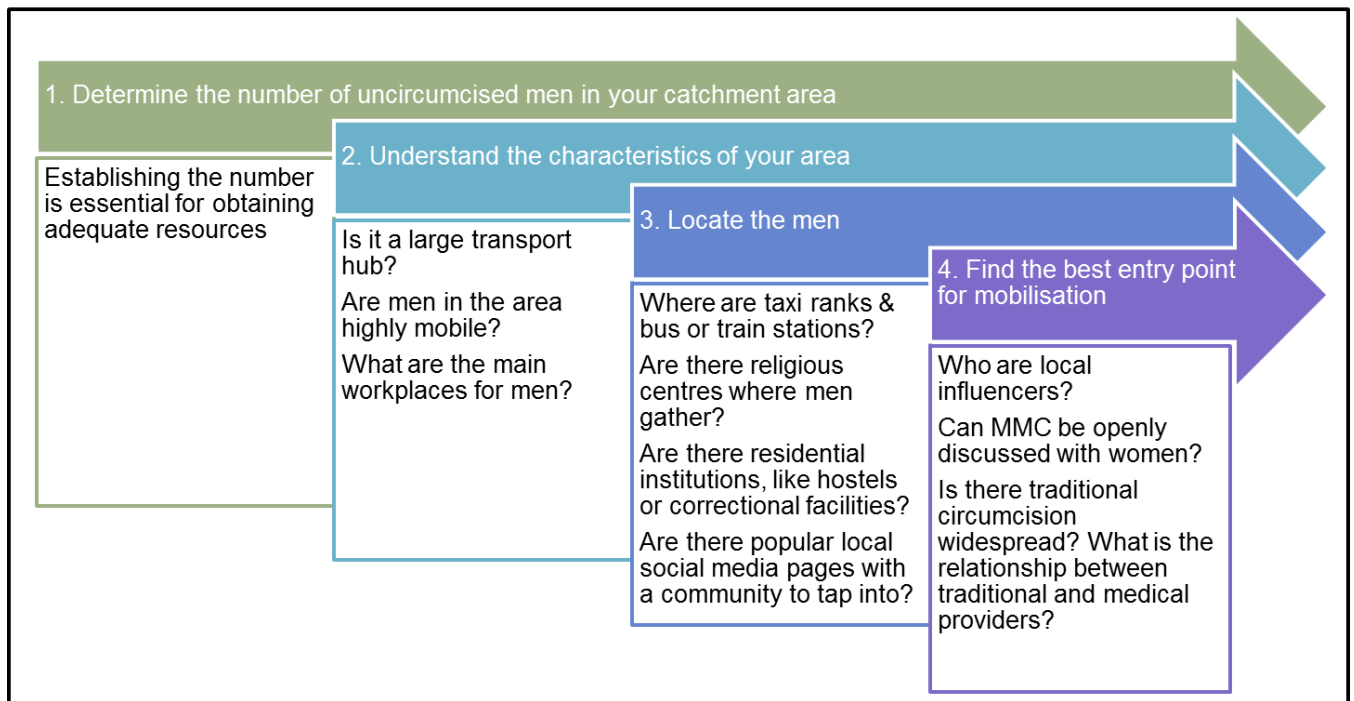 1. Determine the number of uncircumcised men in your catchment area
Establishing the number
is essential for obtaining
adequate resources
2. Understand the characteristics of your area
Is it a large transport
hub?
Are men in the area
highly mobile?
What are the main
workplaces for men?
3. Locate the men
Where are taxi ranks &
bus or train stations?
Are there religious
centres where men
gather?
Are there residential
institutions, like hostels
or correctional facilities?
Are there popular local
social media pages with
a community to tap into?
4. Find the best entry point
for mobilisation
Who are local
influencers?
Can MMC be openly
discussed with women?
Is there traditional
circumcision
widespread? What is the
relationship between
traditional and medical
providers?